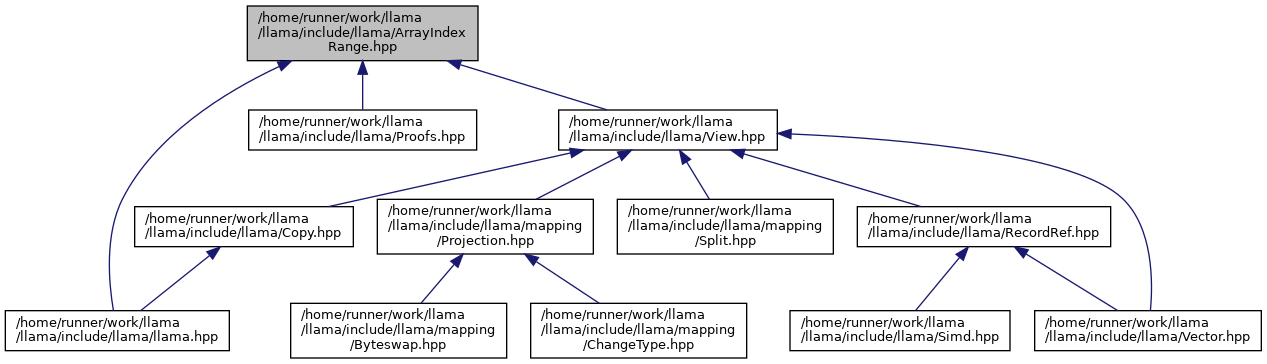 /home/runner/work/llama
/llama/include/llama/ArrayIndex
Range.hpp
/home/runner/work/llama
/llama/include/llama/Proofs.hpp
/home/runner/work/llama
/llama/include/llama/View.hpp
/home/runner/work/llama
/llama/include/llama/Copy.hpp
/home/runner/work/llama
/llama/include/llama/mapping
/Projection.hpp
/home/runner/work/llama
/llama/include/llama/mapping
/Split.hpp
/home/runner/work/llama
/llama/include/llama/RecordRef.hpp
/home/runner/work/llama
/llama/include/llama/llama.hpp
/home/runner/work/llama
/llama/include/llama/mapping
/Byteswap.hpp
/home/runner/work/llama
/llama/include/llama/mapping
/ChangeType.hpp
/home/runner/work/llama
/llama/include/llama/Simd.hpp
/home/runner/work/llama
/llama/include/llama/Vector.hpp